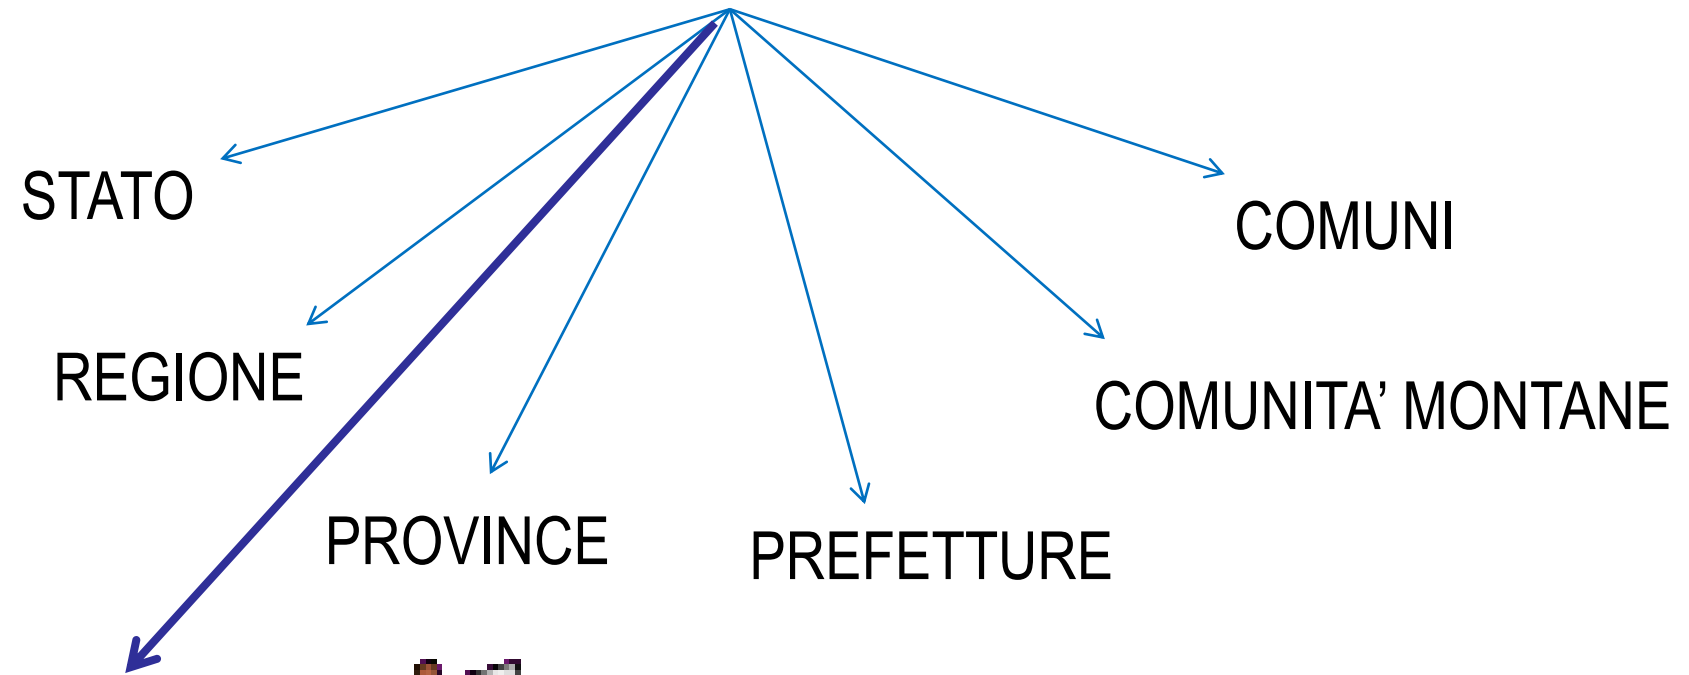 STATO
COMUNI
REGIONE
COMUNITA’ MONTANE
PROVINCE
PREFETTURE